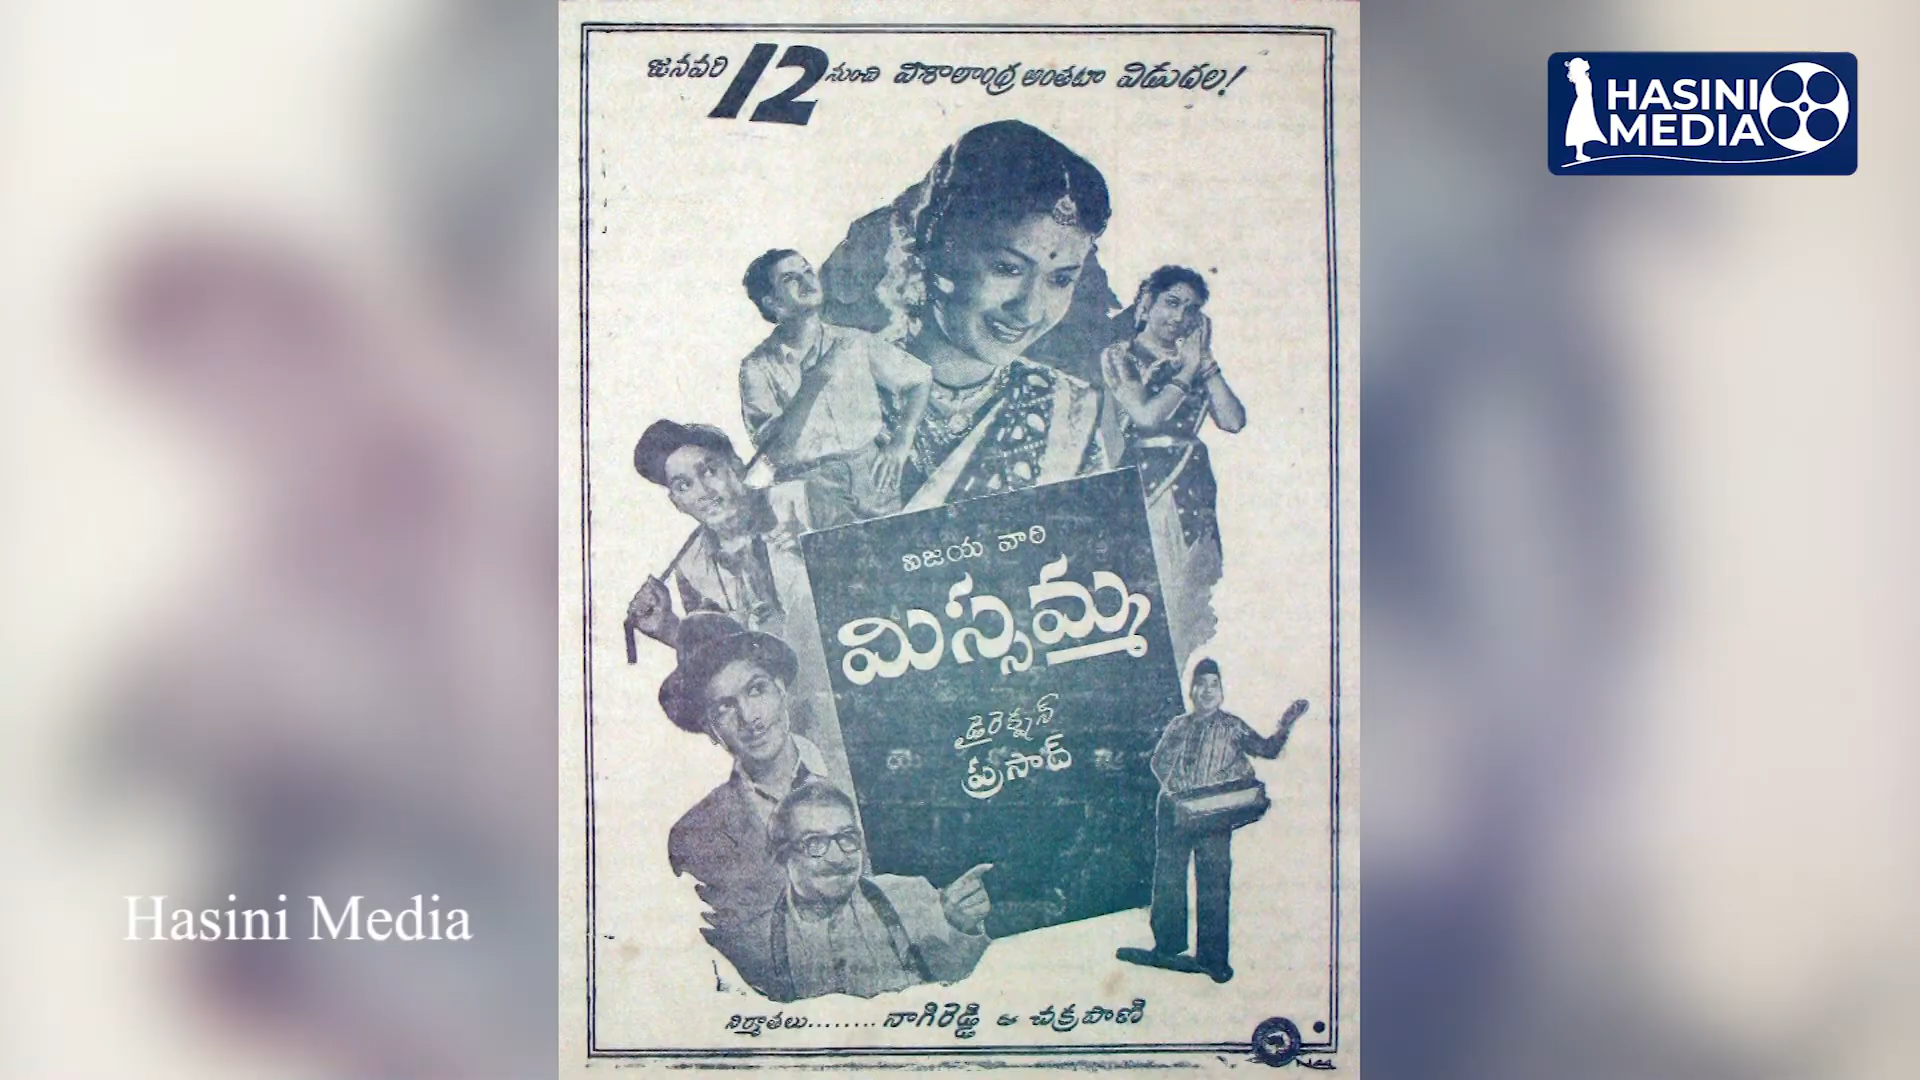 జనవరి 12 నుంచి విశాలాంధ్ర అంతటా విడుదల!
HASINI
MEDIA
విజయ వారి
మిస్సమ్మ
డైరెక్షన్
ప్రసాద్
Hasini Media
నిర్మాతలు........ నాగిరెడ్డి & చక్రపాణి